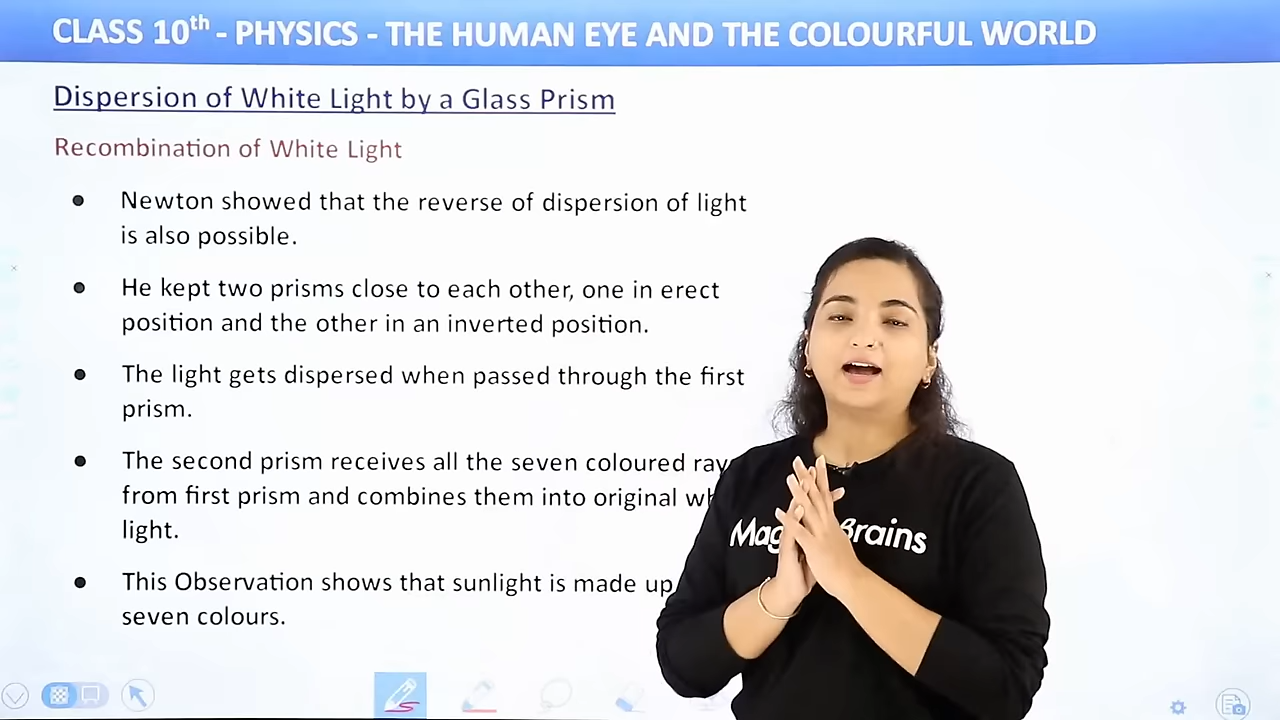 CLASS 10th - PHYSICS - THE HUMAN EYE AND THE COLOURFUL WORLD
Dispersion of White Light by a Glass Prism
Recombination of White Light
● Newton showed that the reverse of dispersion of light
is also possible.
● He kept two prisms close to each other, one in erect
position and the other in an inverted position.
● The light gets dispersed when passed through the first
prism.
● The second prism receives all the seven coloured
from first prism and combines them into original
light.
● This Observation shows that sunlight is made up
seven colours.
Brains